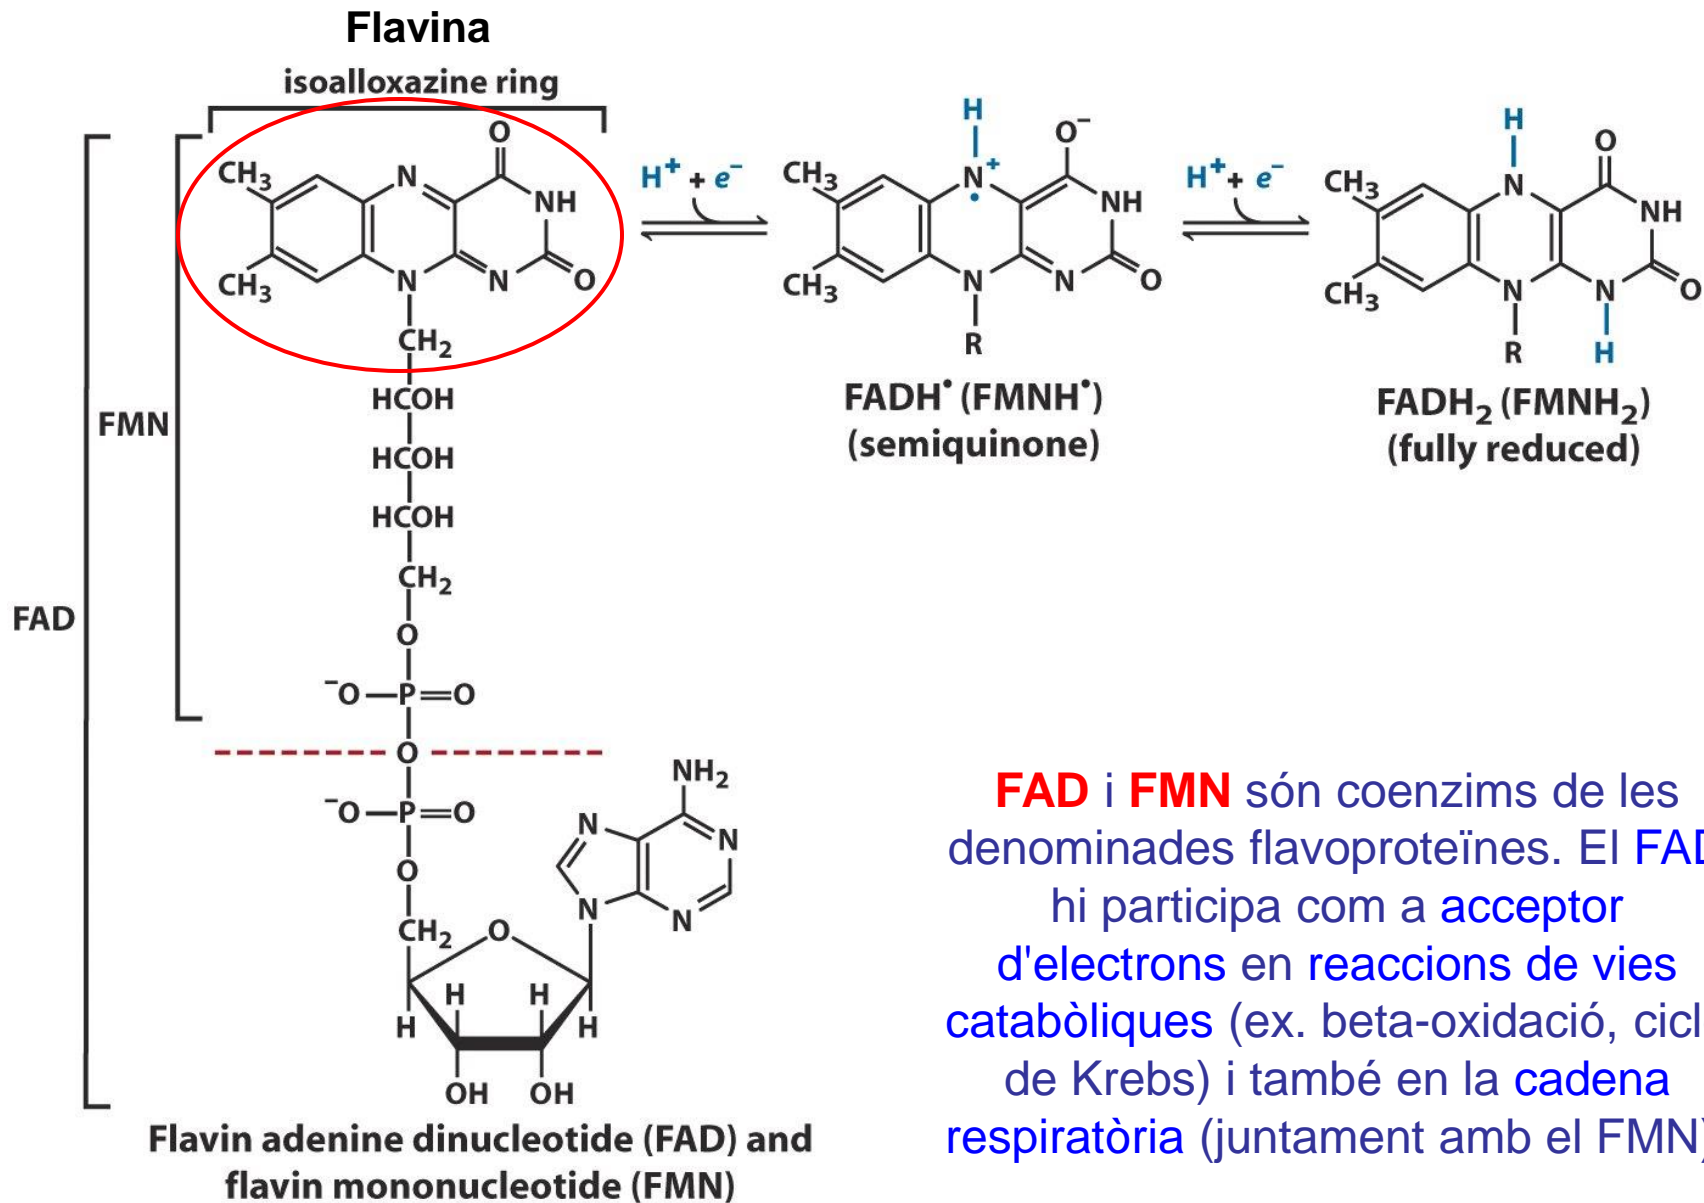 Flavina
isoalloxazine ring
FAD
FMN
CH3
CH3
N
O
NH
N
N
O
CH2
HCOH
HCOH
HCOH
CH2
O
⁻O—P=O
O
⁻O—P=O
O
CH2
O
H
H
H
H
OH
OH
NH2
N
N
N
N
H⁺ + e⁻
H
N
+
•
O⁻
CH3
CH3
NH
N
N
O
R
FADH• (FMNH•)
(semiquinone)
H⁺ + e⁻
H
N
O
CH3
CH3
NH
N
N
O
R
H
FADH2 (FMNH2)
(fully reduced)
Flavin adenine dinucleotide (FAD) and
flavin mononucleotide (FMN)
FAD i FMN són coenzims de les
denominades flavoproteïnes. El FAD
hi participa com a acceptor
d'electrons en reaccions de vies
catabòliques (ex. beta-oxidació, cicl
de Krebs) i també en la cadena
respiratòria (juntament amb el FMN)